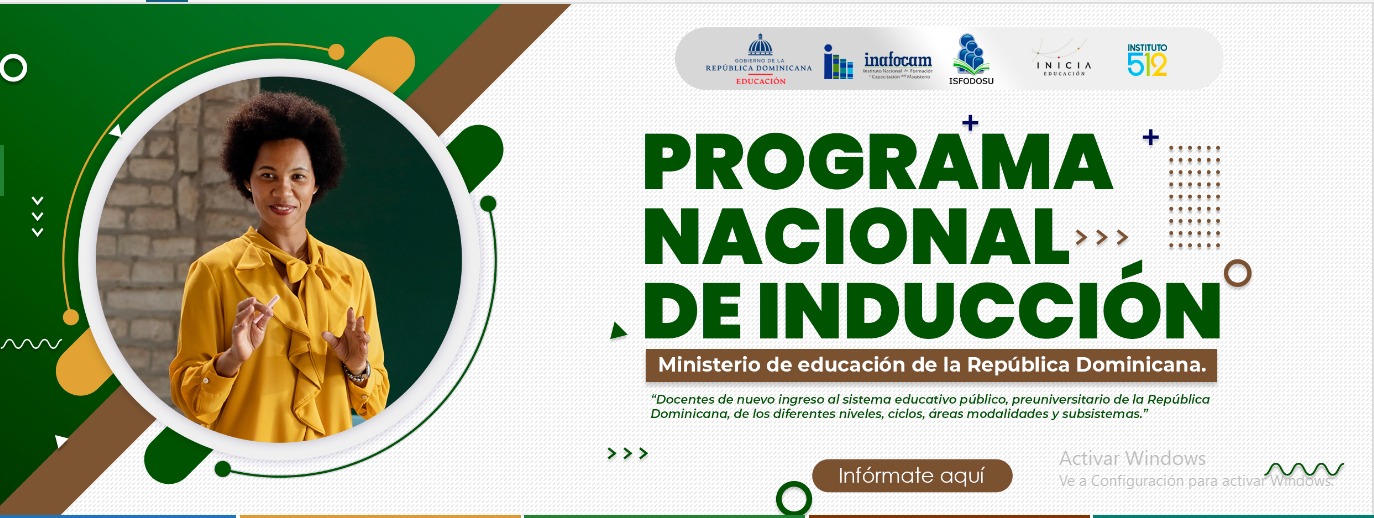 GOBIERNO DE LA
REPÚBLICA DOMINICANA
EDUCACIÓN
inafocam
Instituto Nacional de Formación
y Capacitación del Magisterio
ISFODOSU
INICIA
EDUCACIÓN
INSTITUTO
512
PROGRAMA
NACIONAL
DE INDUCCIÓN
Ministerio de educación de la República Dominicana.
“Docentes de nuevo ingreso al sistema educativo público, preuniversitario de la República
Dominicana, de los diferentes niveles, ciclos, áreas modalidades y subsistemas.”
Infórmate aquí
Activar Windows
Ve a Configuración para activar Windows.